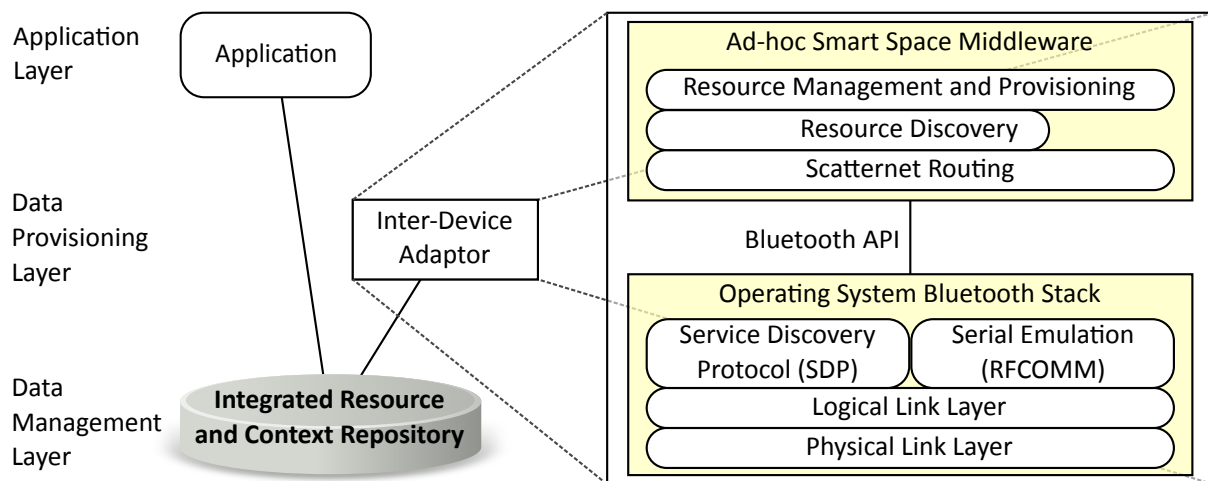 Application
Layer
Application
Data
Provisioning
Layer
Inter-Device
Adaptor
Data
Management
Layer
Integrated Resource
and Context Repository
Ad-hoc Smart Space Middleware
Resource Management and Provisioning
Resource Discovery
Scatternet Routing
Bluetooth API
Operating System Bluetooth Stack
Service Discovery
Protocol (SDP)
Serial Emulation
(RFCOMM)
Logical Link Layer
Physical Link Layer